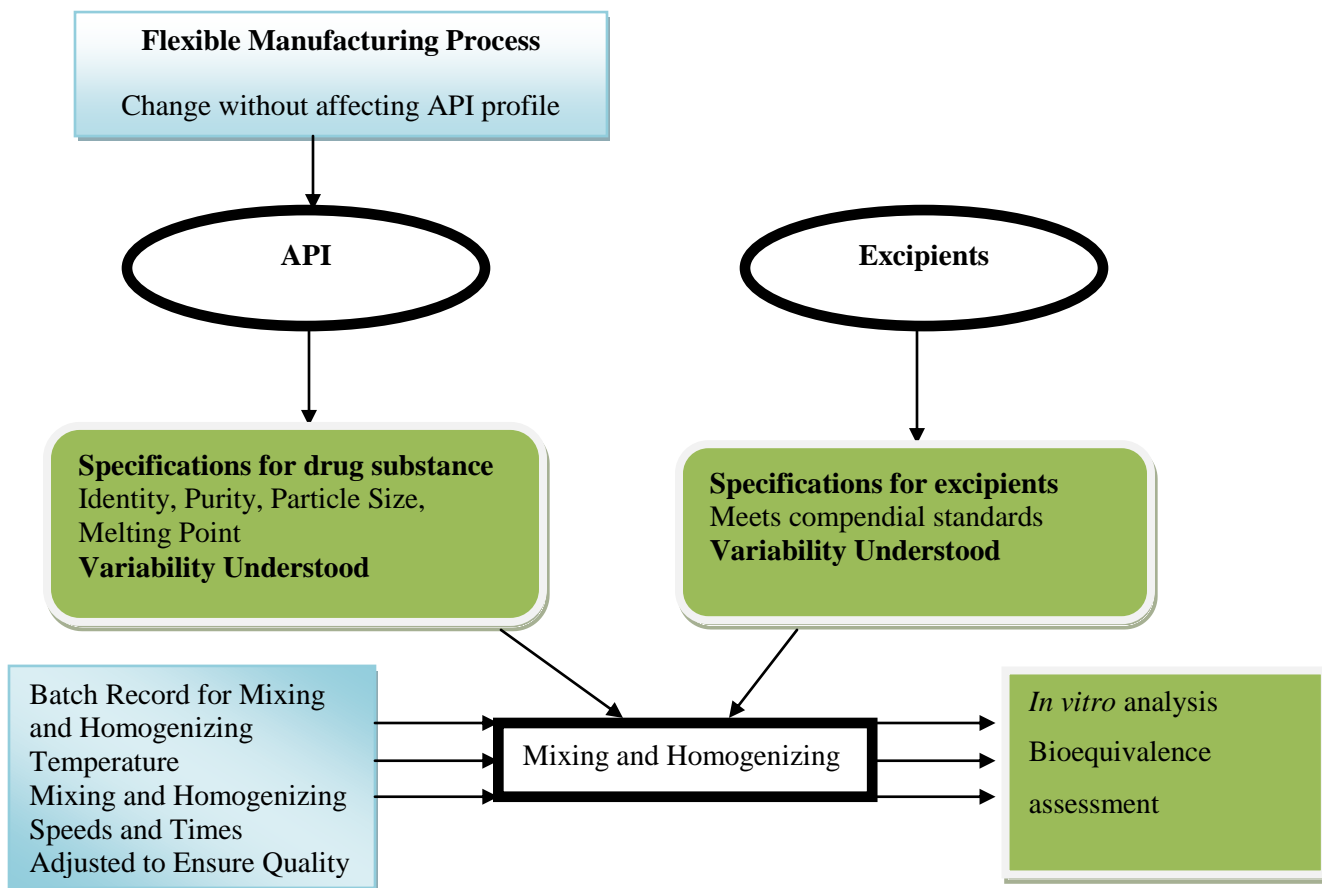 Flexible Manufacturing Process
Change without affecting API profile
API
Excipients
Specifications for drug substance
Identity, Purity, Particle Size,
Melting Point
Variability Understood
Specifications for excipients
Meets compendial standards
Variability Understood
Batch Record for Mixing
and Homogenizing
Temperature
Mixing and Homogenizing
Speeds and Times
Adjusted to Ensure Quality
Mixing and Homogenizing
In vitro analysis
Bioequivalence
assessment